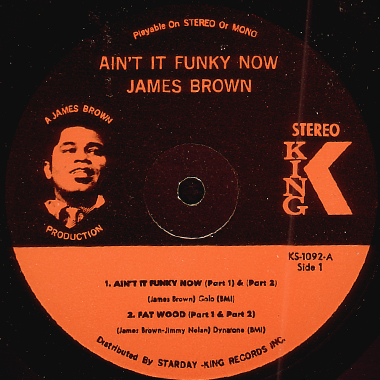 Playable On STEREO Or MONO
AIN'T IT FUNKY NOW
JAMES BROWN
A JAMES BROWN
PRODUCTION
STEREO
KING
K
KS-1092-A
Side 1
1. AIN'T IT FUNKY NOW (Part 1) & (Part 2)
(James Brown) Golo (BMI)
2. FAT WOOD (Part 1 & Part 2)
(James Brown-Jimmy Nolan) Dynatone (BMI)
Distributed By STARDAY-KING RECORDS INC.